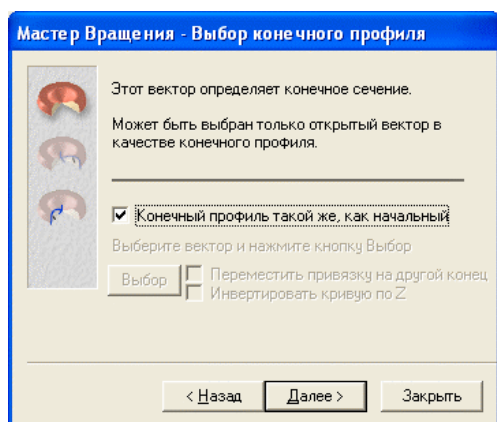 Мастер Вращения - Выбор конечного профиля
Этот вектор определяет конечное сечение.
Может быть выбран только открытый вектор в
качестве конечного профиля.
Конечный профиль такой же, как начальный
Выберите вектор и нажмите кнопку Выбор
Выбор
Переместить привязку на другой конец
Инвертировать кривую по Z
< Назад
Далее >
Закрыть